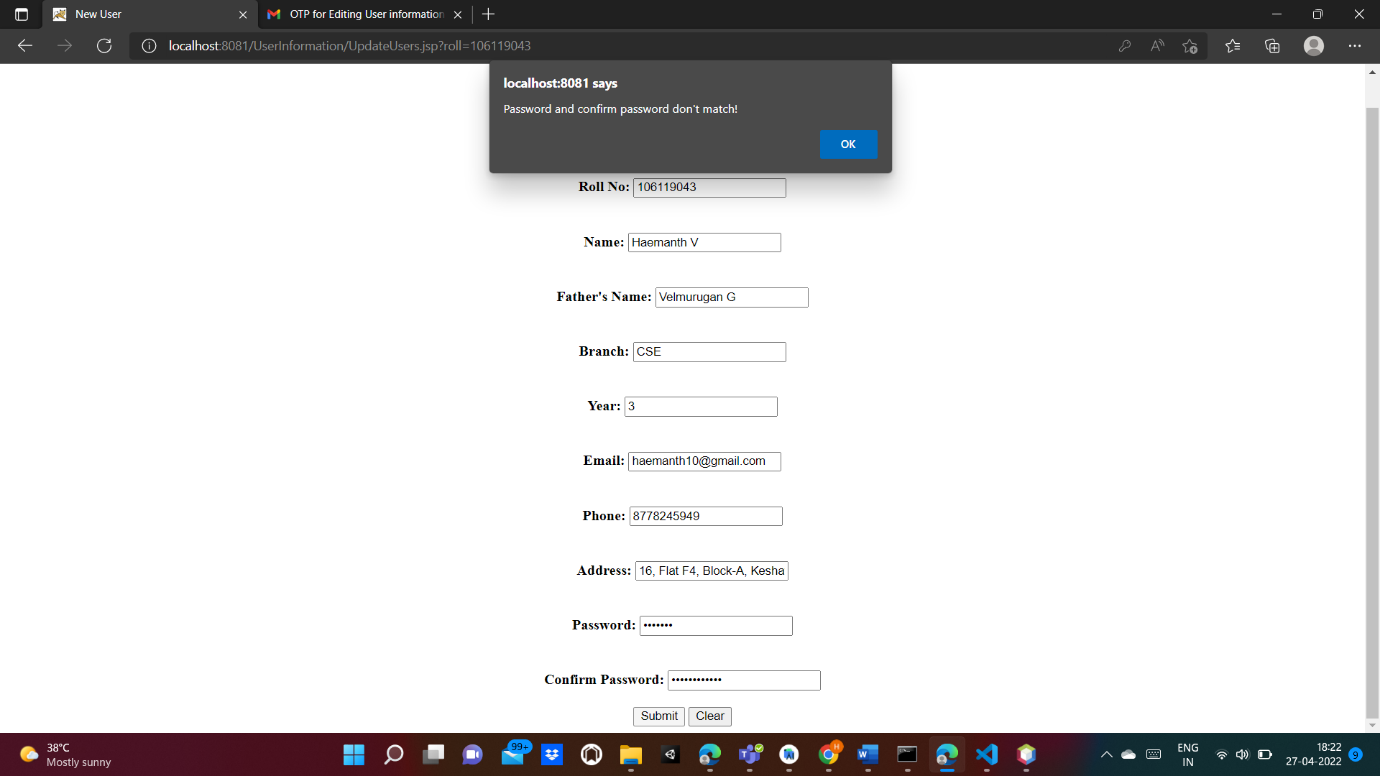 New User
OTP for Editing User information
localhost:8081/UserInformation/UpdateUsers.jsp?roll=106119043
localhost:8081 says
Password and confirm password don't match!
OK
Roll No: 106119043
Name: Haemanth V
Father's Name: Velmurugan G
Branch: CSE
Year: 3
Email: haemanth10@gmail.com
Phone: 8778245949
Address: 16, Flat F4, Block-A, Kesha
Password: •••••••
Confirm Password: ••••••••••••
Submit Clear
38°C
Mostly sunny
99+
H
ENG
IN
18:22
27-04-2022
9